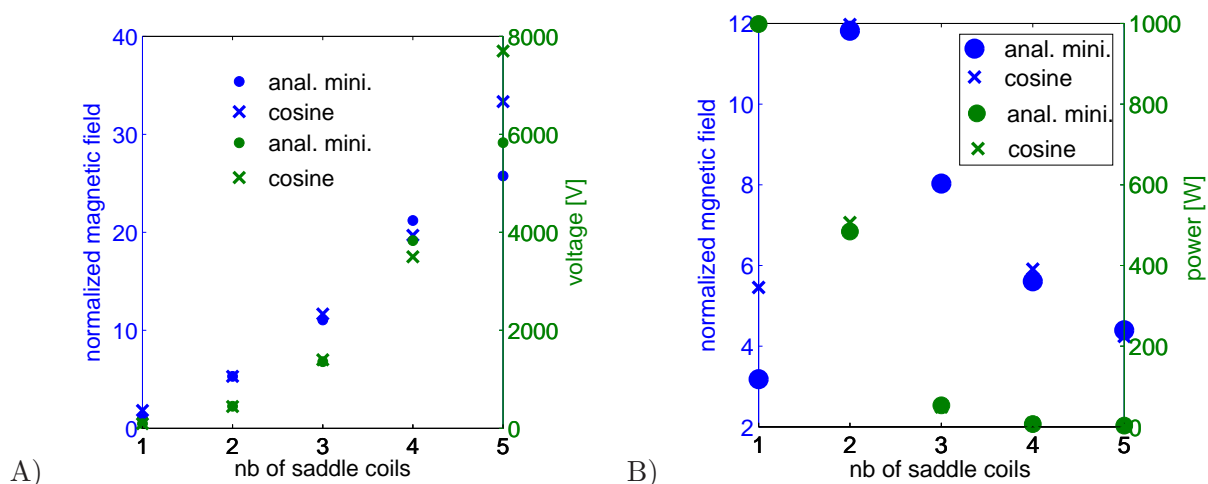 40
30
20
10
0
normalized magnetic field
anal. mini.
cosine
anal. mini.
cosine
8000
6000
4000
2000
0
voltage [V]
1 2 3 4 5
nb of saddle coils
A)
12
10
8
6
4
2
normalized mgnetic field
anal. mini.
cosine
anal. mini.
cosine
1000
800
600
400
200
0
power [W]
1 2 3 4 5
nb of saddle coils
B)